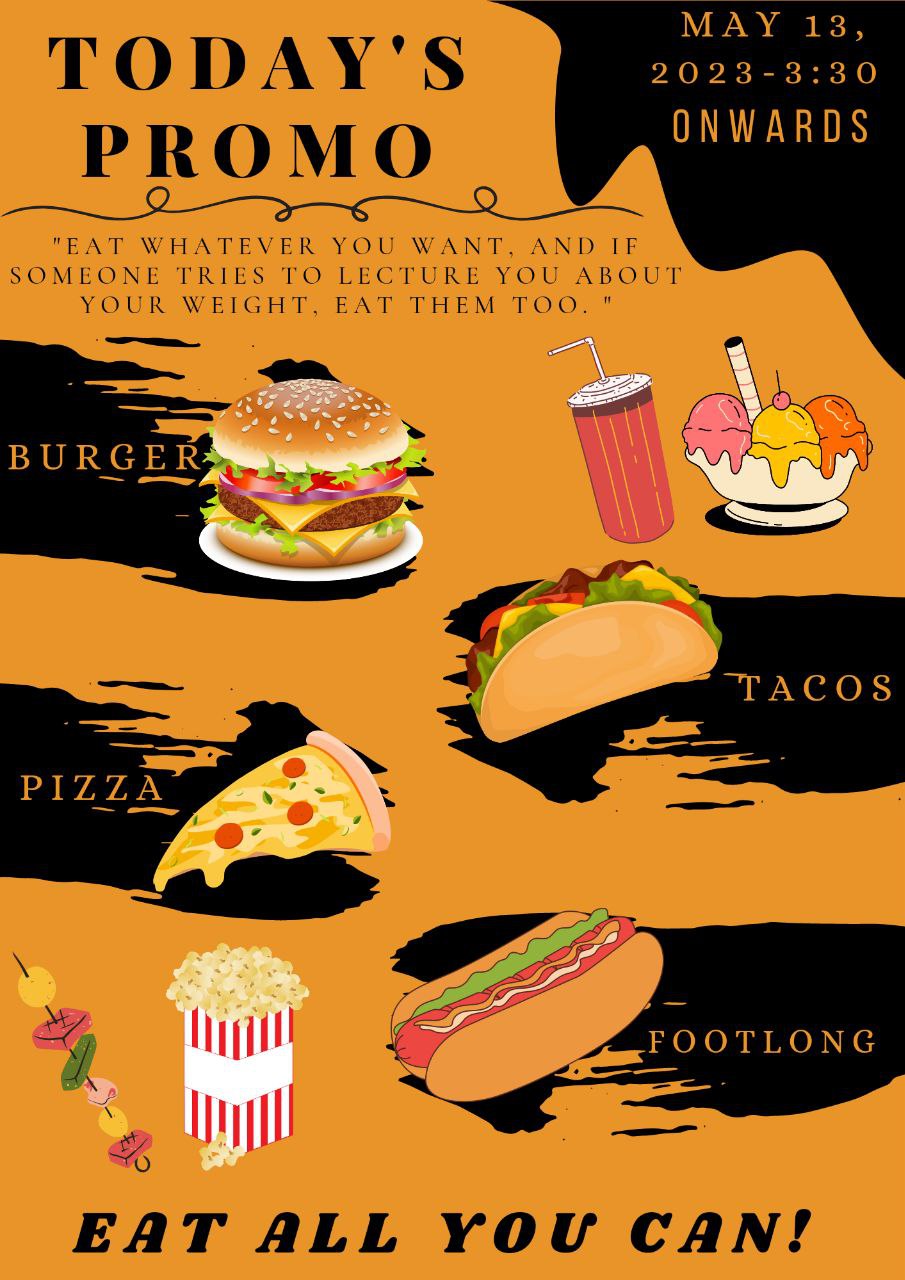 TODAY'S
PROMO
MAY 13,
2023-3:30
ONWARDS
"EAT WHATEVER YOU WANT, AND IF
SOMEONE TRIES TO LECTURE YOU ABOUT
YOUR WEIGHT, EAT THEM TOO. "
BURGER
TACOS
PIZZA
FOOTLONG
EAT ALL YOU CAN!